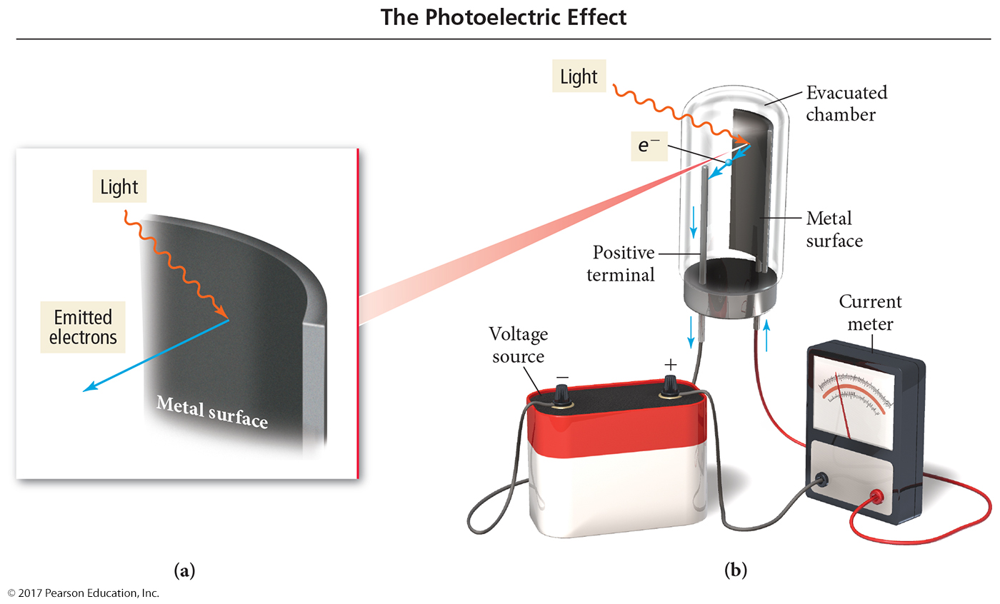 The Photoelectric Effect
Light
Emitted
electrons
Metal surface
(a)
Light
e−
Evacuated
chamber
Metal
surface
Positive
terminal
Voltage
source
−
+
Current
meter
(b)
© 2017 Pearson Education, Inc.